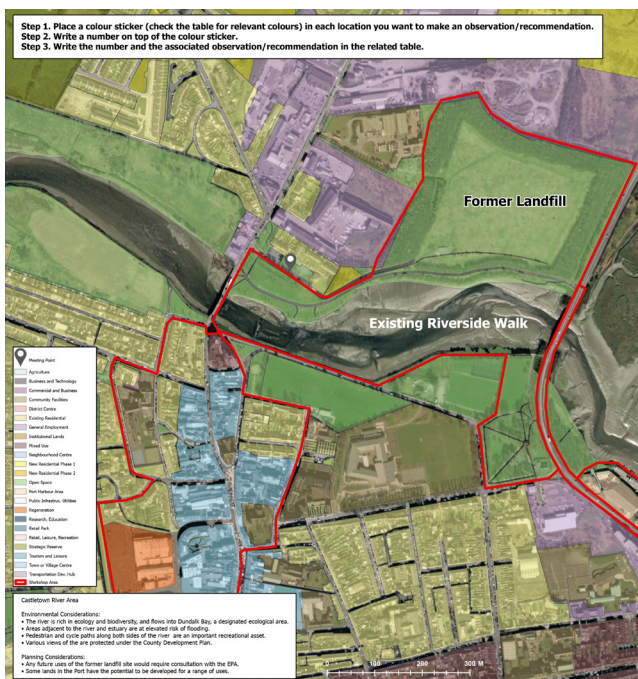 Step 1. Place a colour sticker (check the table for relevant colours) in each location you want to make an observation/recommendation.
Step 2. Write a number on top of the colour sticker.
Step 3. Write the number and the associated observation/recommendation in the related table.
Former Landfill
Existing Riverside Walk
Meeting Point
Agriculture
Business and Technology
Commercial and Business
Community Facilities
District Centre
Existing Residential
General Employment
Institutional Lands
Mixed Use
Neighbourhood Centre
New Residential Phase 1
New Residential Phase 2
Open Space
Port Harbour Area
Public Infrastruc. Utilities
Regeneration
Research, Education
Retail Park
Retail, Leisure, Recreation
Strategic Reserve
Tourism and Leisure
Town or Village Centre
Transportation Dev. Hub
Workshop Area
Castletown River Area
Environmental Considerations:
• The river is rich in ecology and biodiversity, and flows into Dundalk Bay, a designated ecological area.
• Areas adjacent to the river and estuary are at elevated risk of flooding.
• Pedestrian and cycle paths along both sides of the river are an important recreational asset.
• Various views of the are protected under the County Development Plan.
Planning Considerations:
• Any future uses of the former landfill site would require consultation with the EPA.
• Some lands in the Port have the potential to be developed for a range of uses.
0 100 200 300 M